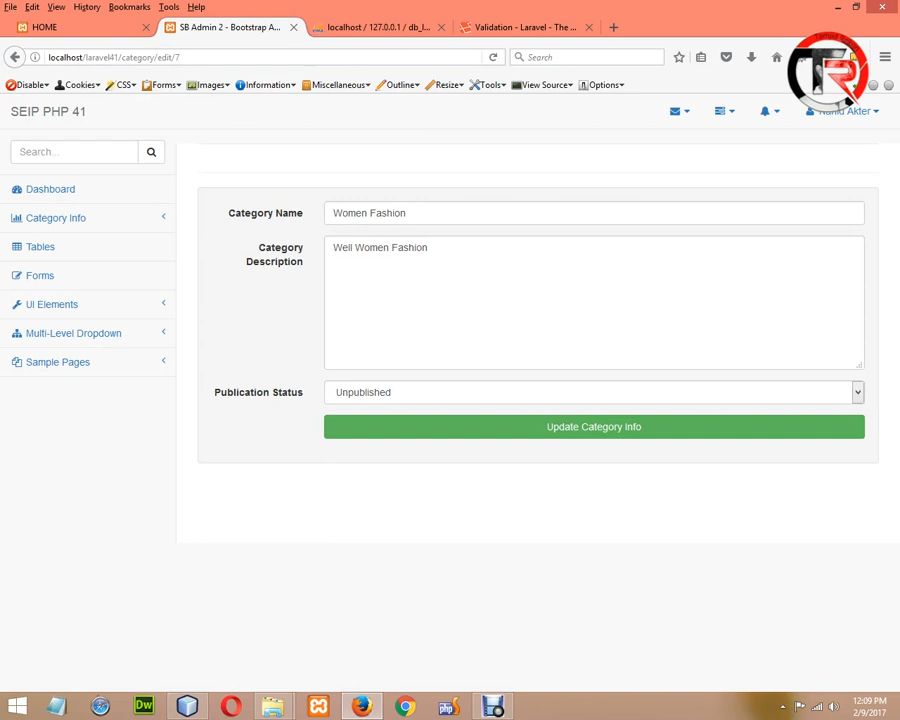 File Edit View History Bookmarks Tools Help
HOME
SB Admin 2 - Bootstrap A...
localhost / 127.0.0.1 / db_l...
Validation - Laravel - The ...
localhost/laravel41/category/edit/7
Search
Disable Cookies CSS Forms Images Information Miscellaneous Outline Resize Tools View Source Options
SEIP PHP 41
Akter
Search...
Dashboard
Category Info
Tables
Forms
UI Elements
Multi-Level Dropdown
Sample Pages
Category Name
Women Fashion
Category
Description
Well Women Fashion
Publication Status
Unpublished
Update Category Info
Dw
php
12:09 PM
2/9/2017